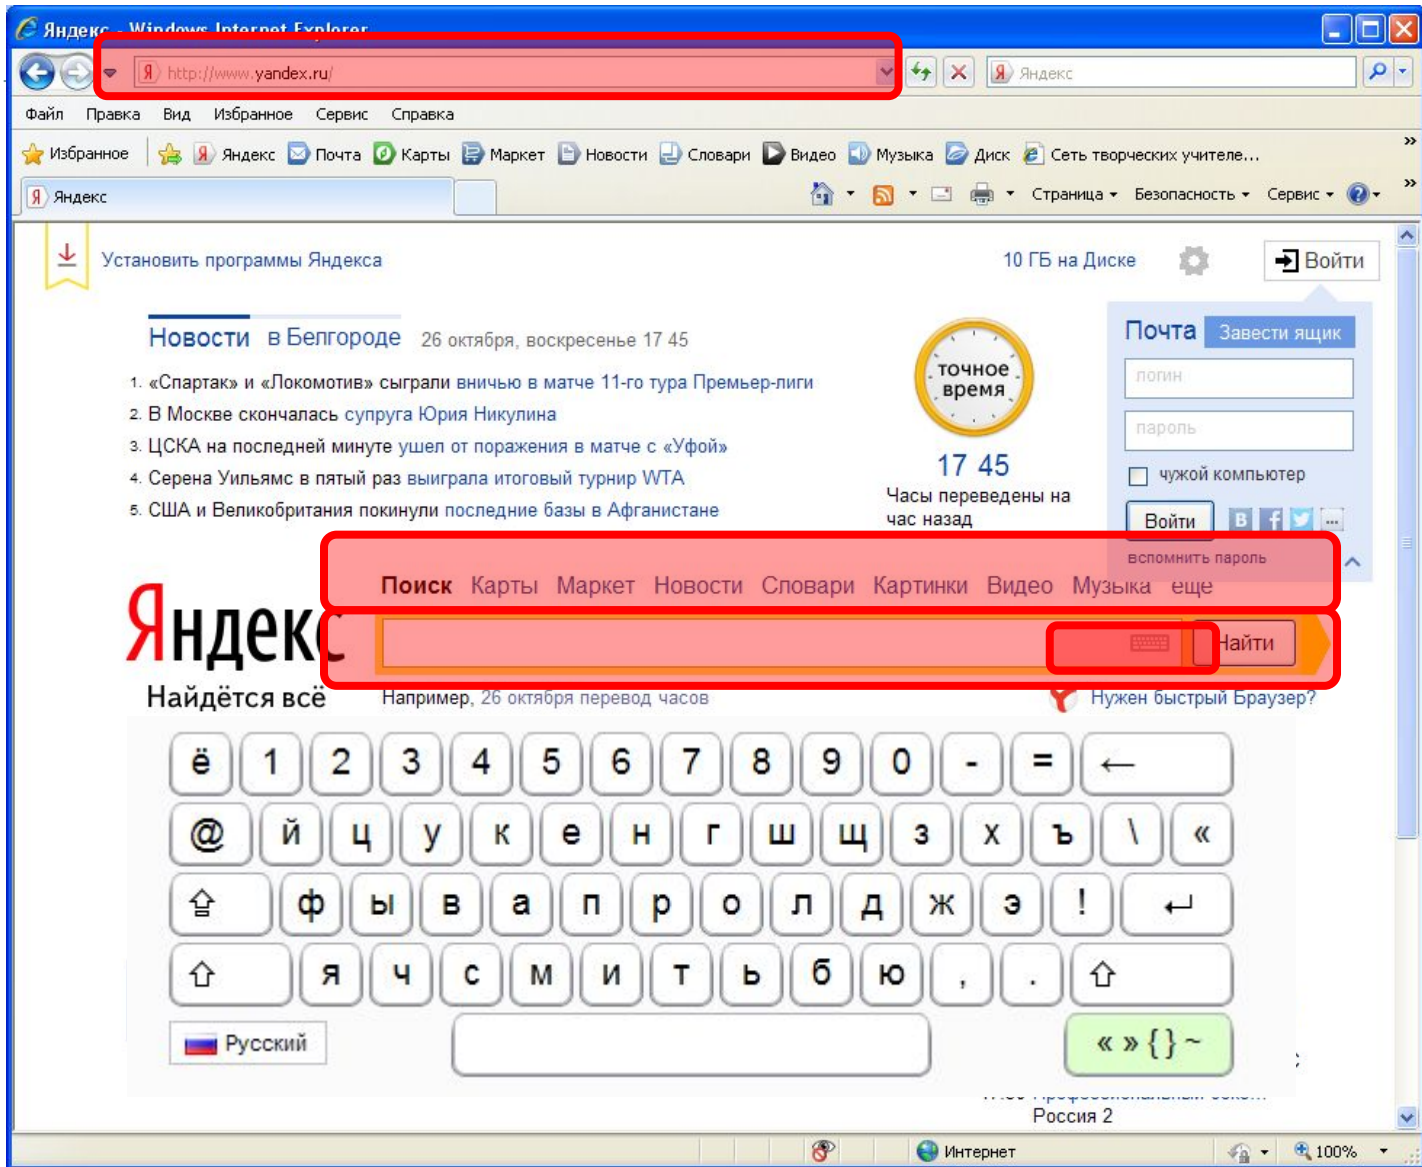 Яндекс - Windows Internet Explorer
http://www.yandex.ru/
Яндекс
Файл Правка Вид Избранное Сервис Справка
Избранное Яндекс Почта Карты Маркет Новости Словари Видео Музыка Диск Сеть творческих учителе... »
Яндекс Страница Безопасность Сервис »
Установить программы Яндекса 10 ГБ на Диске Войти
Новости в Белгороде 26 октября, воскресенье 17 45
1. «Спартак» и «Локомотив» сыграли вничью в матче 11-го тура Премьер-лиги
2. В Москве скончалась супруга Юрия Никулина
3. ЦСКА на последней минуте ушел от поражения в матче с «Уфой»
4. Серена Уильямс в пятый раз выиграла итоговый турнир WTA
5. США и Великобритания покинули последние базы в Афганистане
точное
время
17 45
Часы переведены на
час назад
Почта Завести ящик
логин
пароль
чужой компьютер
Войти
вспомнить пароль
Поиск Карты Маркет Новости Словари Картинки Видео Музыка еще
Яндекс
Найти
Найдётся всё
Например, 26 октября перевод часов
Нужен быстрый Браузер?
ё 1 2 3 4 5 6 7 8 9 0 - = ←
@ й ц у к е н г ш щ з х ъ \ «
ф ы в а п р о л д ж э ! ↵
⇧ я ч с м и т ь б ю , . ⇧
Русский « » { } ~
Россия 2
Интернет 100%